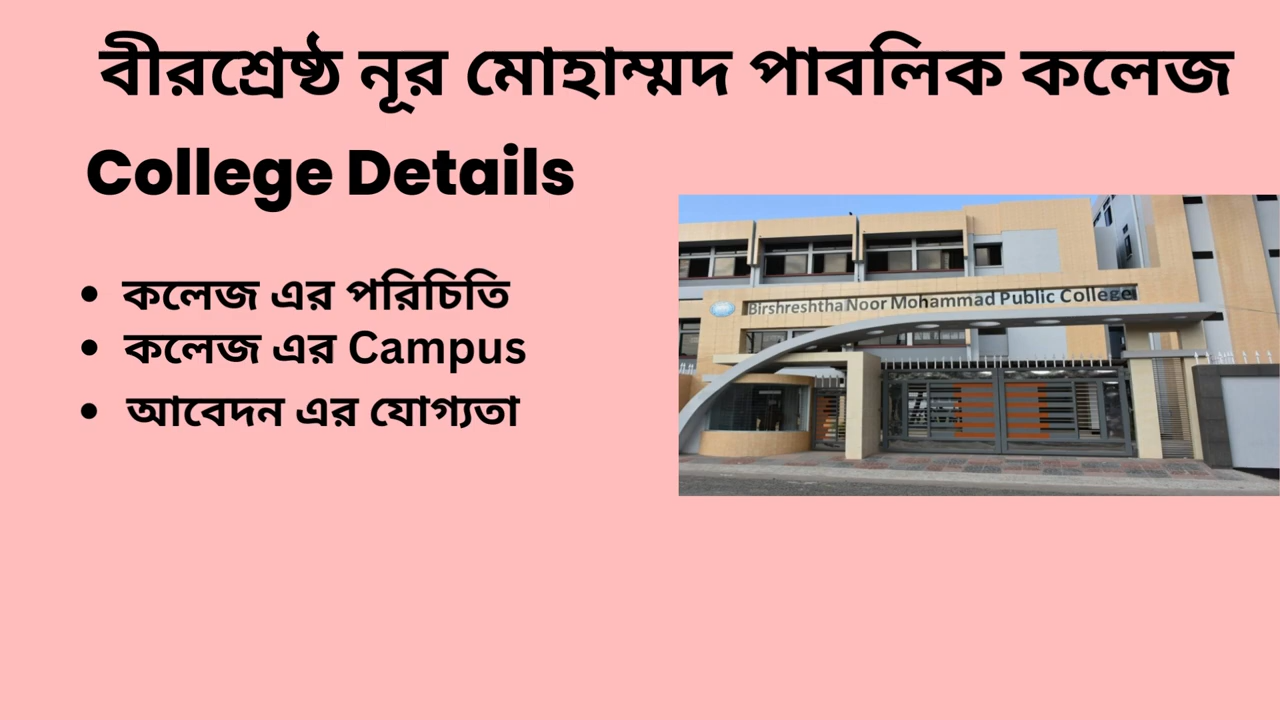 বীরশ্রেষ্ঠ নূর মোহাম্মদ পাবলিক কলেজ
College Details
• কলেজ এর পরিচিতি
• কলেজ এর Campus
• আবেদন এর যোগ্যতা
Birshreshtha Noor Mohammad Public College